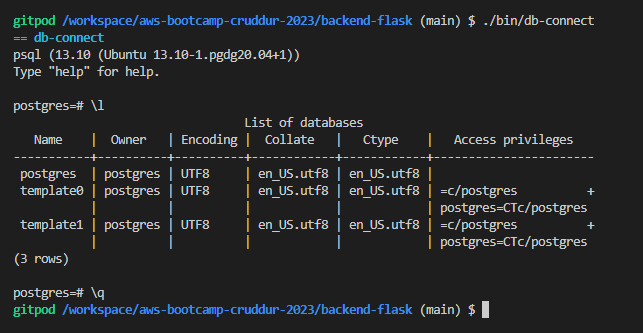 gitpod /workspace/aws-bootcamp-cruddur-2023/backend-flask (main) $ ./bin/db-connect
== db-connect
psql (13.10 (Ubuntu 13.10-1.pgdg20.04+1))
Type "help" for help.

postgres=# \l
                                 List of databases
   Name    |  Owner   | Encoding |  Collate   |   Ctype    |   Access privileges
-----------+----------+----------+------------+------------+-----------------------
 postgres  | postgres | UTF8     | en_US.utf8 | en_US.utf8 |
 template0 | postgres | UTF8     | en_US.utf8 | en_US.utf8 | =c/postgres          +
           |          |          |            |            | postgres=CTc/postgres
 template1 | postgres | UTF8     | en_US.utf8 | en_US.utf8 | =c/postgres          +
           |          |          |            |            | postgres=CTc/postgres
(3 rows)

postgres=# \q
gitpod /workspace/aws-bootcamp-cruddur-2023/backend-flask (main) $